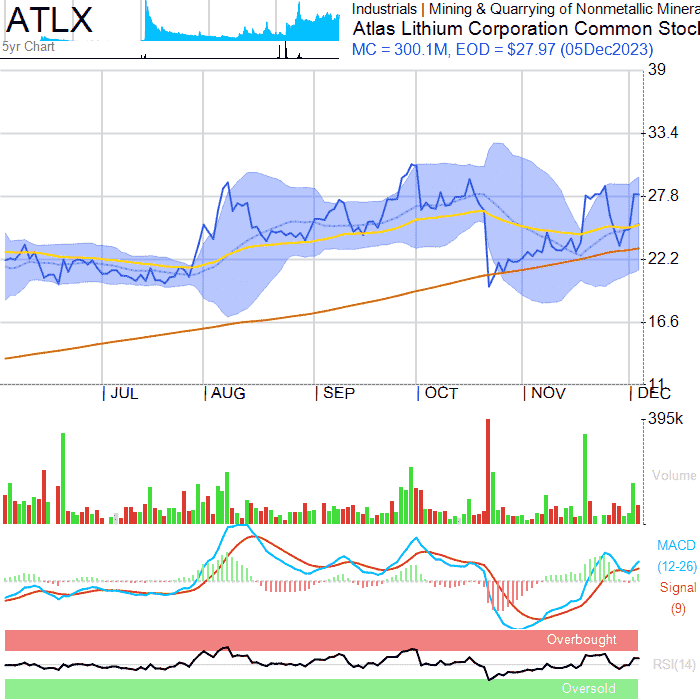 ATLX
5yr Chart
Industrials | Mining & Quarrying of Nonmetallic Minera
Atlas Lithium Corporation Common Stoc
MC = 300.1M, EOD = $27.97 (05Dec2023)
39
33.4
27.8
22.2
16.6
11
JUL AUG SEP OCT NOV DEC
395k
Volume
MACD
(12-26)
Signal
(9)
Overbought
RSI(14)
Oversold